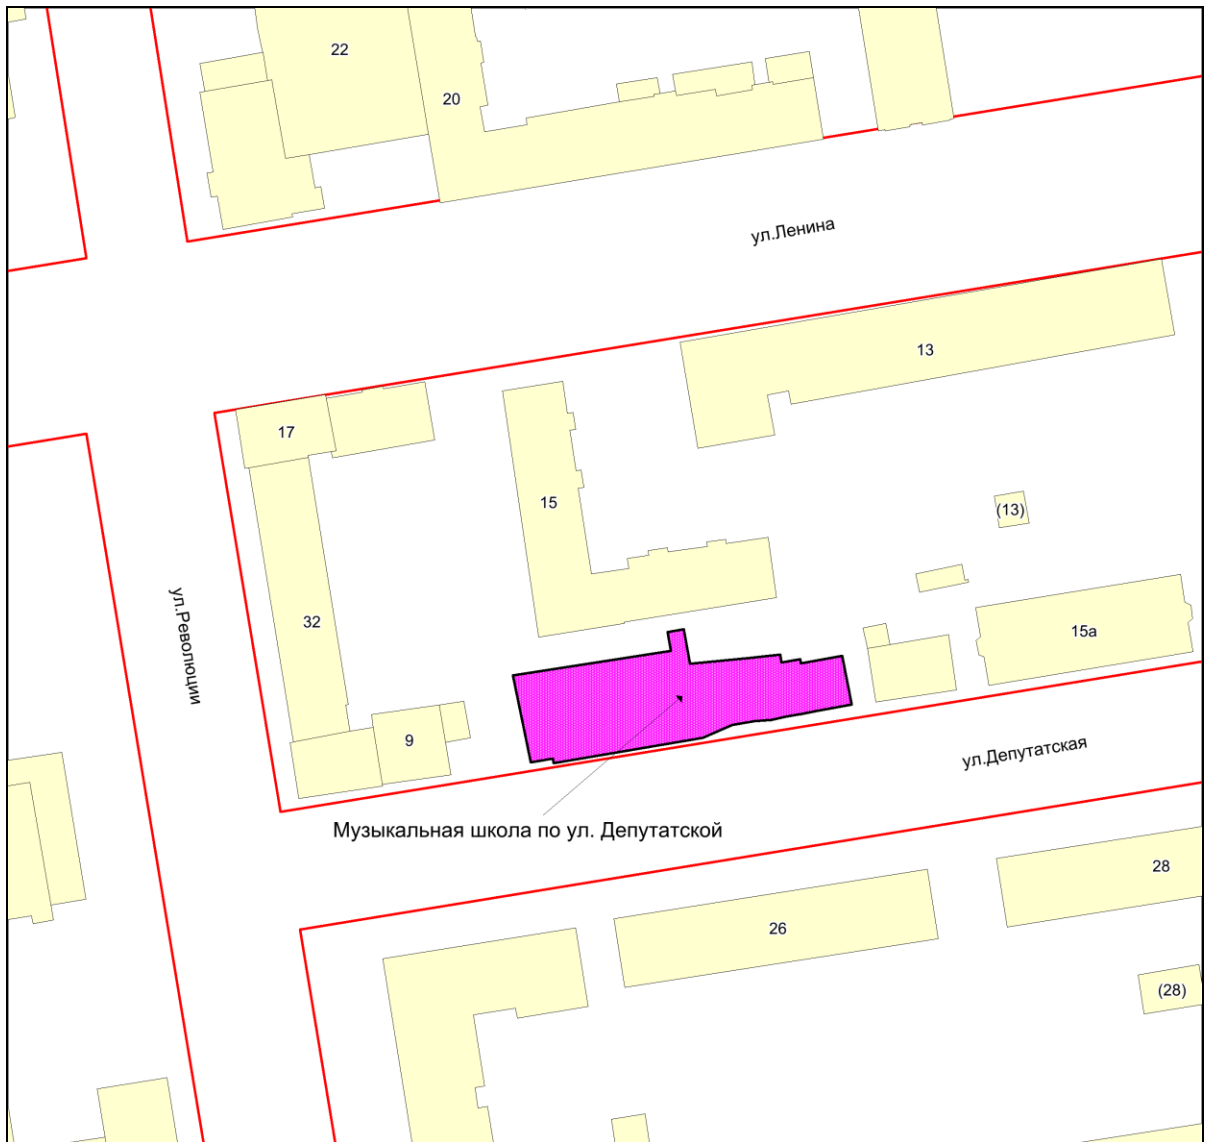 22
20
ул.Ленина
13
17
15
(13)
ул.Революции
32
15а
9
ул.Депутатская
Музыкальная школа по ул. Депутатской
28
26
(28)